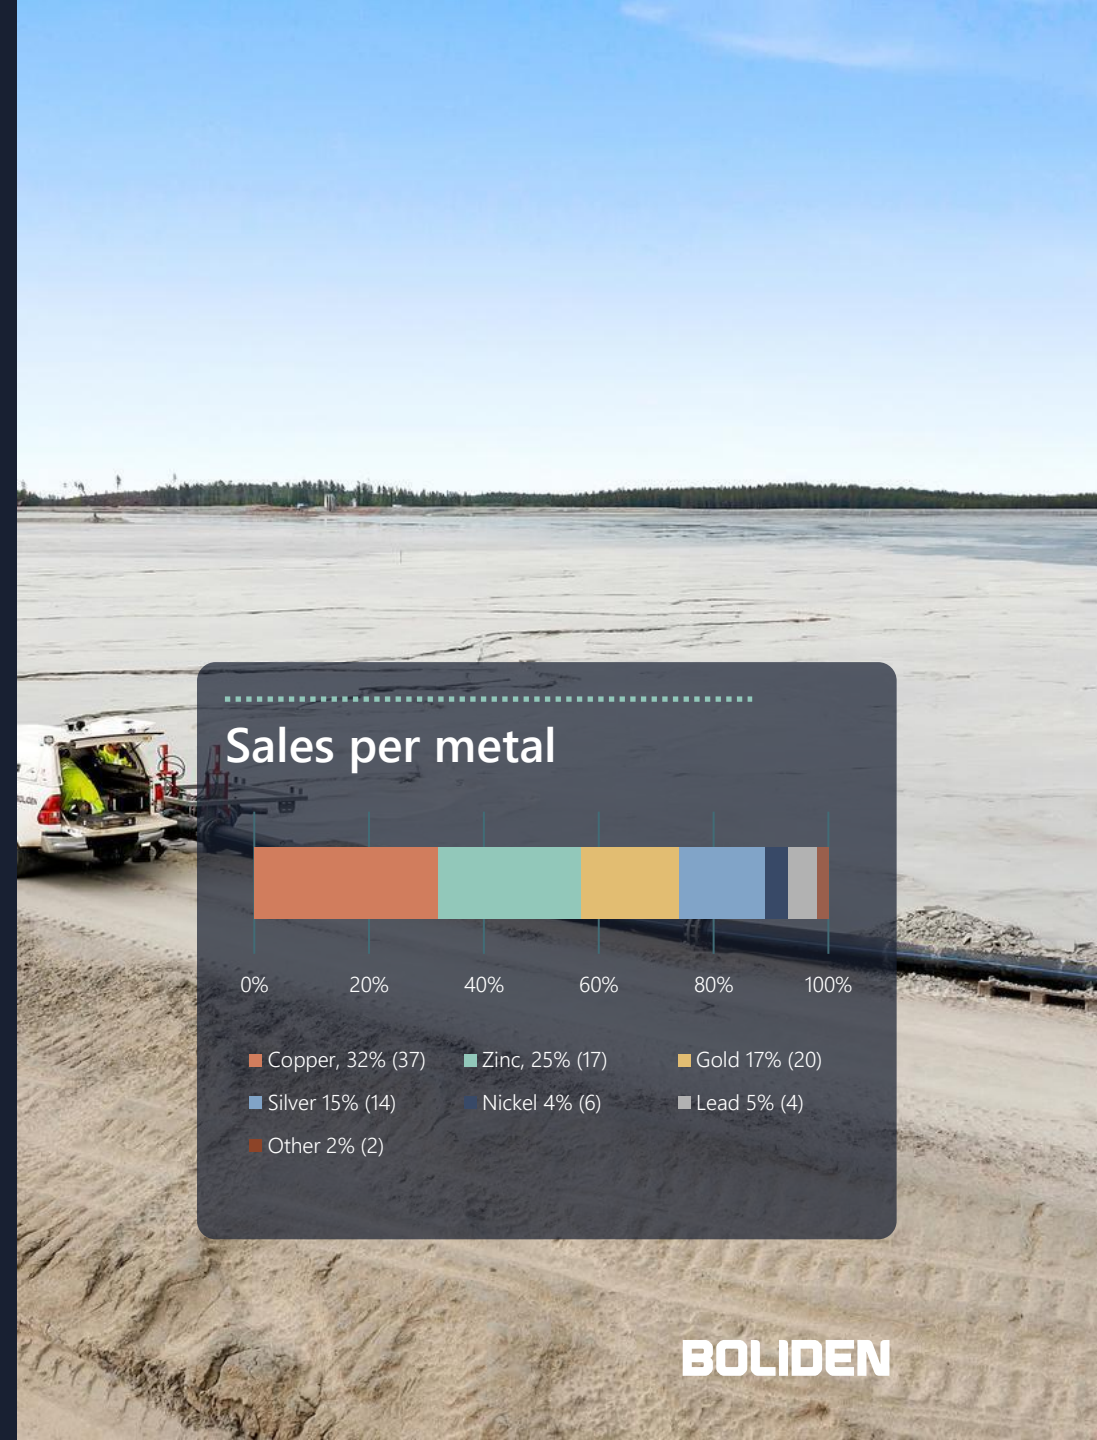 Sales per metal
0% 20% 40% 60% 80% 100%
Copper, 32% (37) Zinc, 25% (17) Gold 17% (20)
Silver 15% (14) Nickel 4% (6) Lead 5% (4)
Other 2% (2)
BOLIDEN